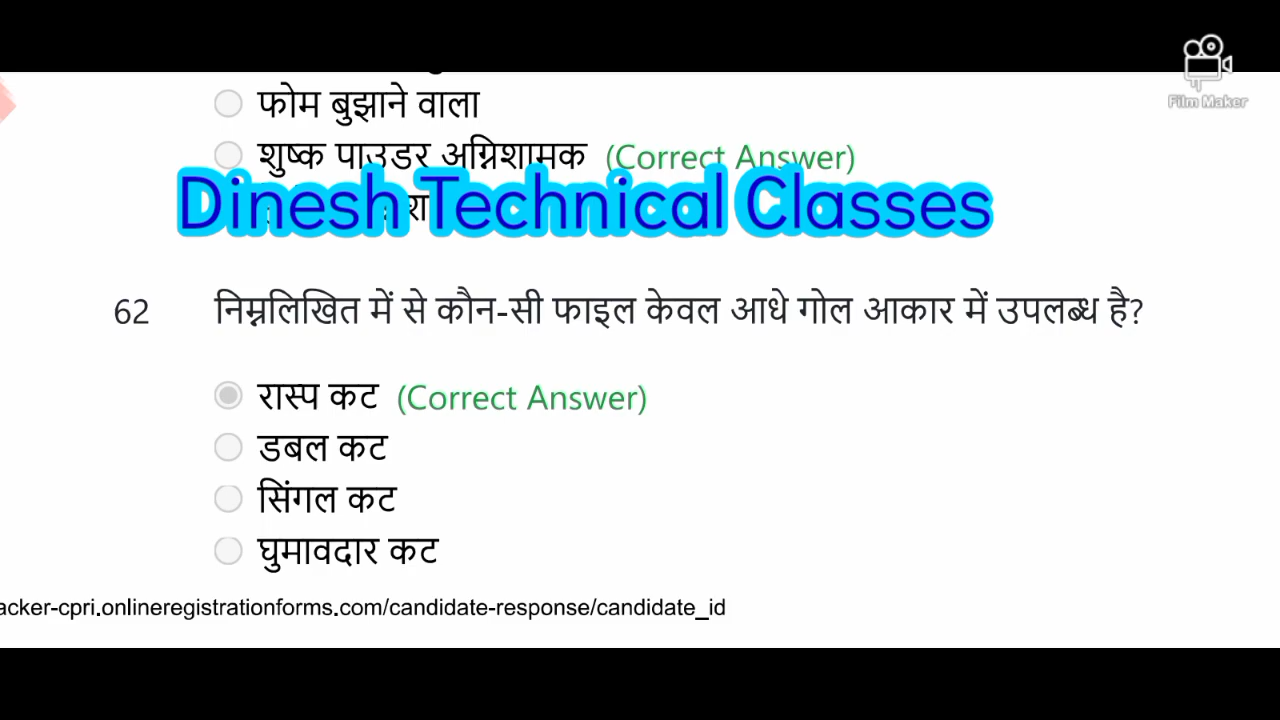 Film Maker
फोम बुझाने वाला
शुष्क पाउडर अग्निशामक (Correct Answer)
Dinesh Technical Classes
62 निम्नलिखित में से कौन-सी फाइल केवल आधे गोल आकार में उपलब्ध है?
रास्प कट (Correct Answer)
डबल कट
सिंगल कट
घुमावदार कट
acker-cpri.onlineregistrationforms.com/candidate-response/candidate_id